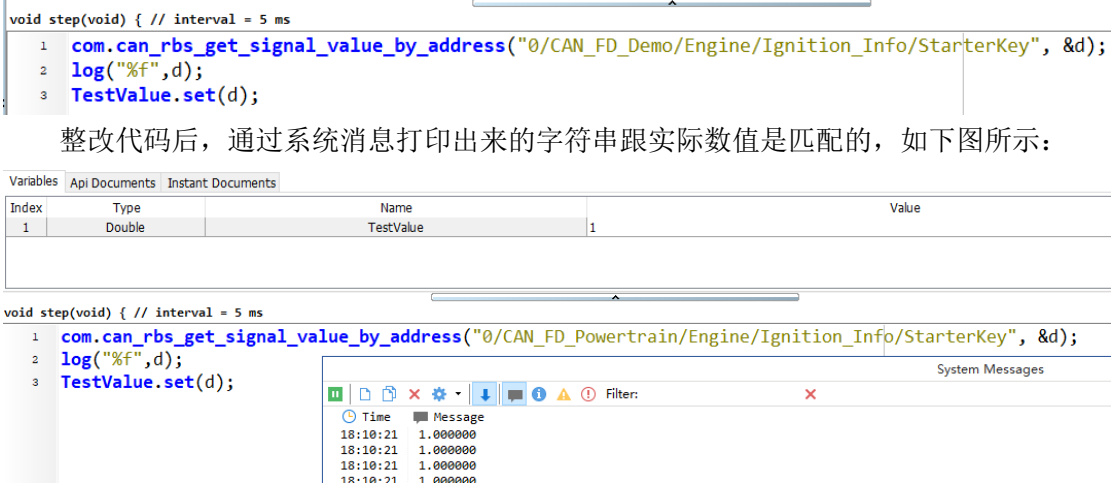 void step(void) { // interval = 5 ms
1 com.can_rbs_get_signal_value_by_address("0/CAN_FD_Demo/Engine/Ignition_Info/StarterKey", &d);
2 log("%f",d);
3 TestValue.set(d);
整改代码后，通过系统消息打印出来的字符串跟实际数值是匹配的，如下图所示：
Variables Api Documents Instant Documents
Index Type Name Value
1 Double TestValue 1
void step(void) { // interval = 5 ms
1 com.can_rbs_get_signal_value_by_address("0/CAN_FD_Powertrain/Engine/Ignition_Info/StarterKey", &d);
2 log("%f",d);
3 TestValue.set(d);
System Messages
Filter:
Time Message
18:10:21 1.000000
18:10:21 1.000000
18:10:21 1.000000
18:10:21 1.000000